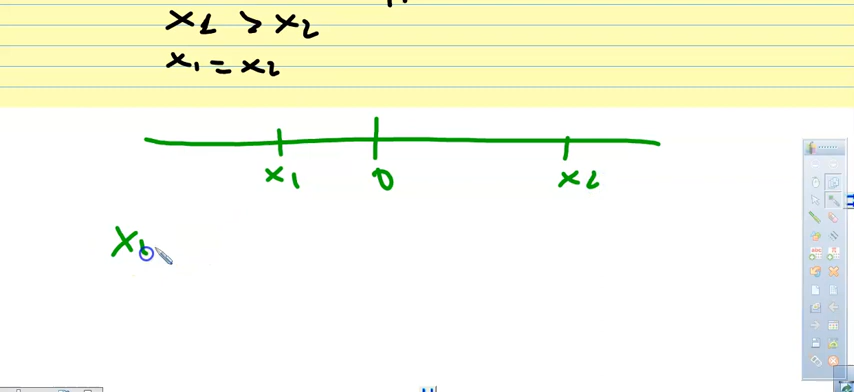 x1 > x2
x1 = x2
x1 0 x2
x1